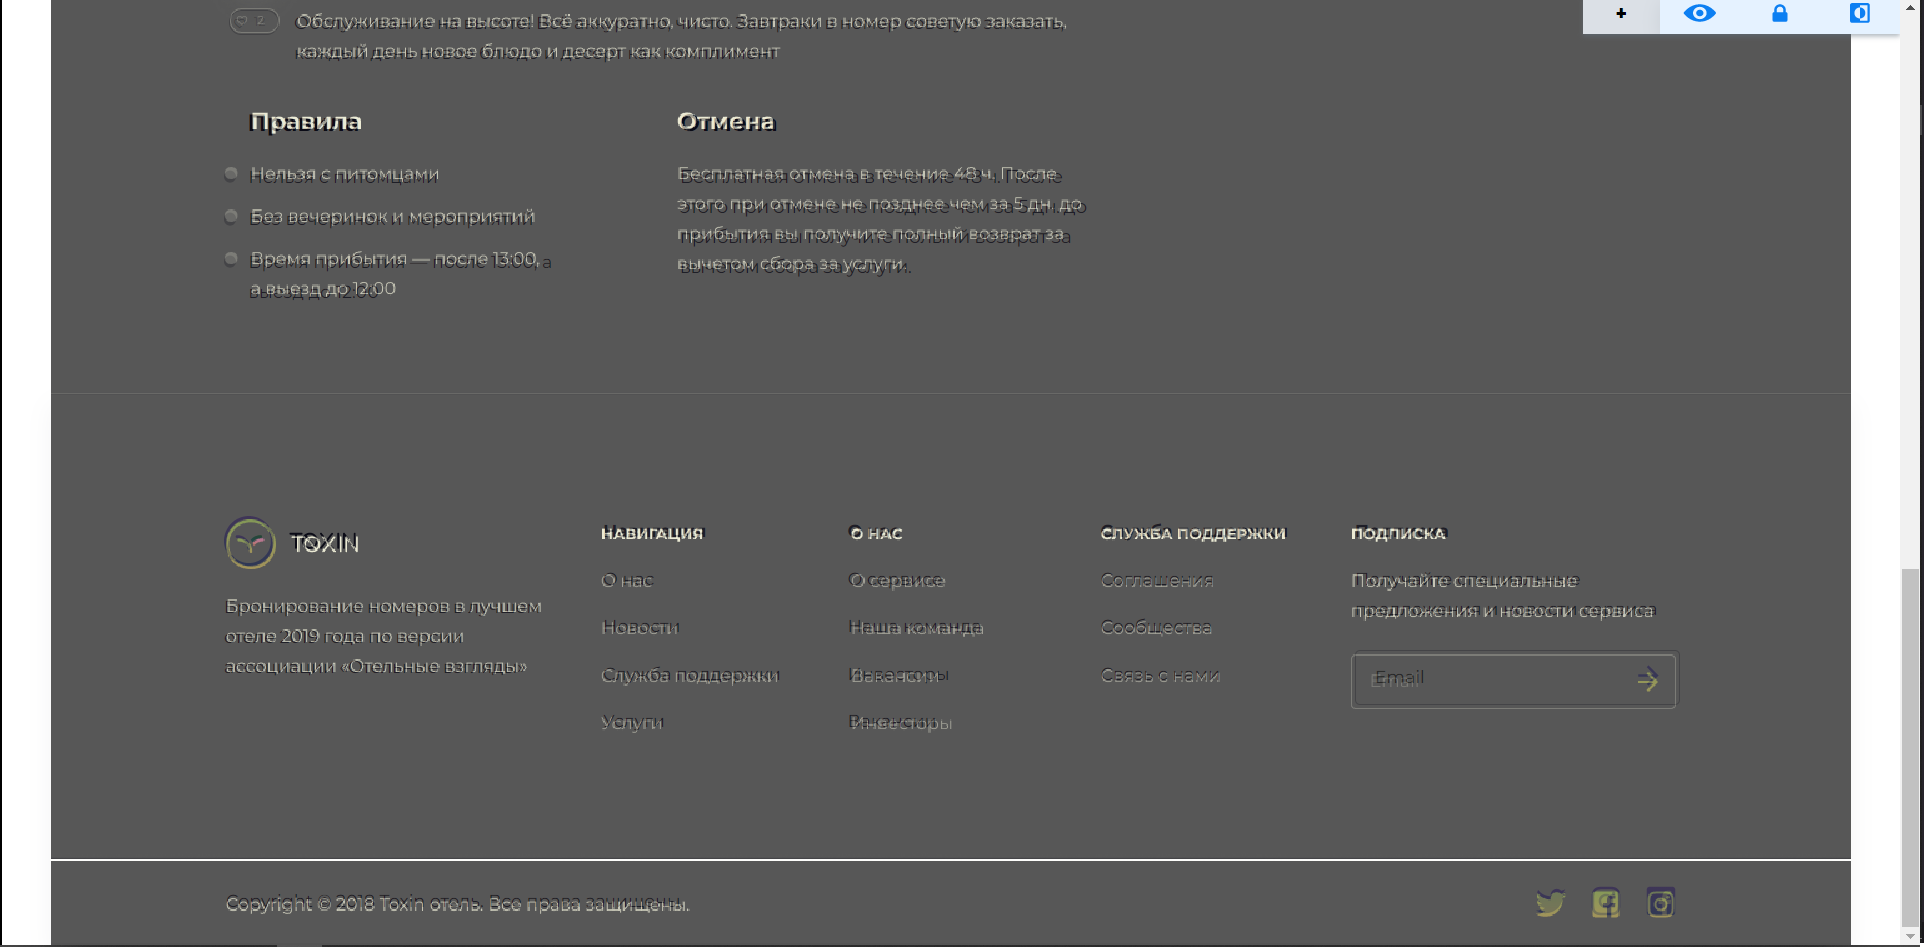 2
Обслуживание на высоте! Всё аккуратно, чисто. Завтраки в номер советую заказать,
каждый день новое блюдо и десерт как комплимент
Правила
Нельзя с питомцами
Без вечеринок и мероприятий
Время прибытия — после 13:00,
а выезд до 12:00
Отмена
Бесплатная отмена в течение 48 ч. После
этого при отмене не позднее чем за 5 дн. до
прибытия вы получите полный возврат за
вычетом сбора за услуги.
TOXIN
Бронирование номеров в лучшем
отеле 2019 года по версии
ассоциации «Отельные взгляды»
НАВИГАЦИЯ
О нас
Новости
Служба поддержки
Услуги
О НАС
О сервисе
Наша команда
Вакансии
Инвесторы
СЛУЖБА ПОДДЕРЖКИ
Соглашения
Сообщества
Связь с нами
ПОДПИСКА
Получайте специальные
предложения и новости сервиса
Email
Copyright © 2018 Toxin отель. Все права защищены.